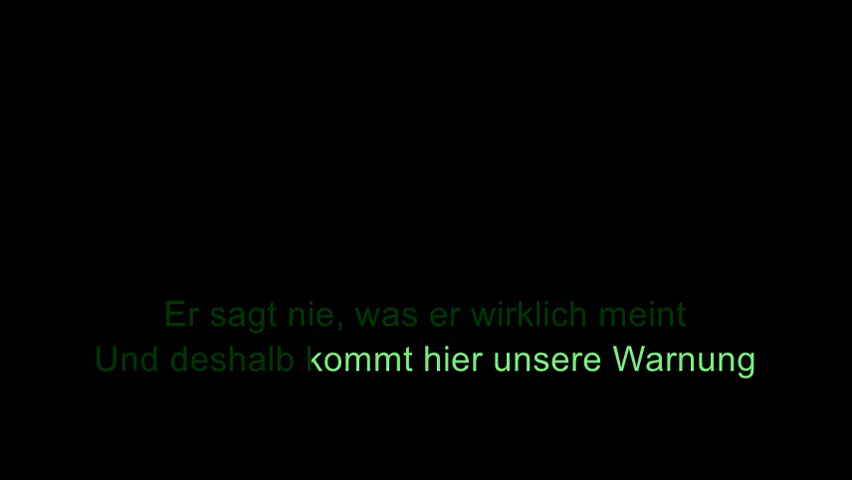 Er sagt nie, was er wirklich meint
Und deshalb kommt hier unsere Warnung